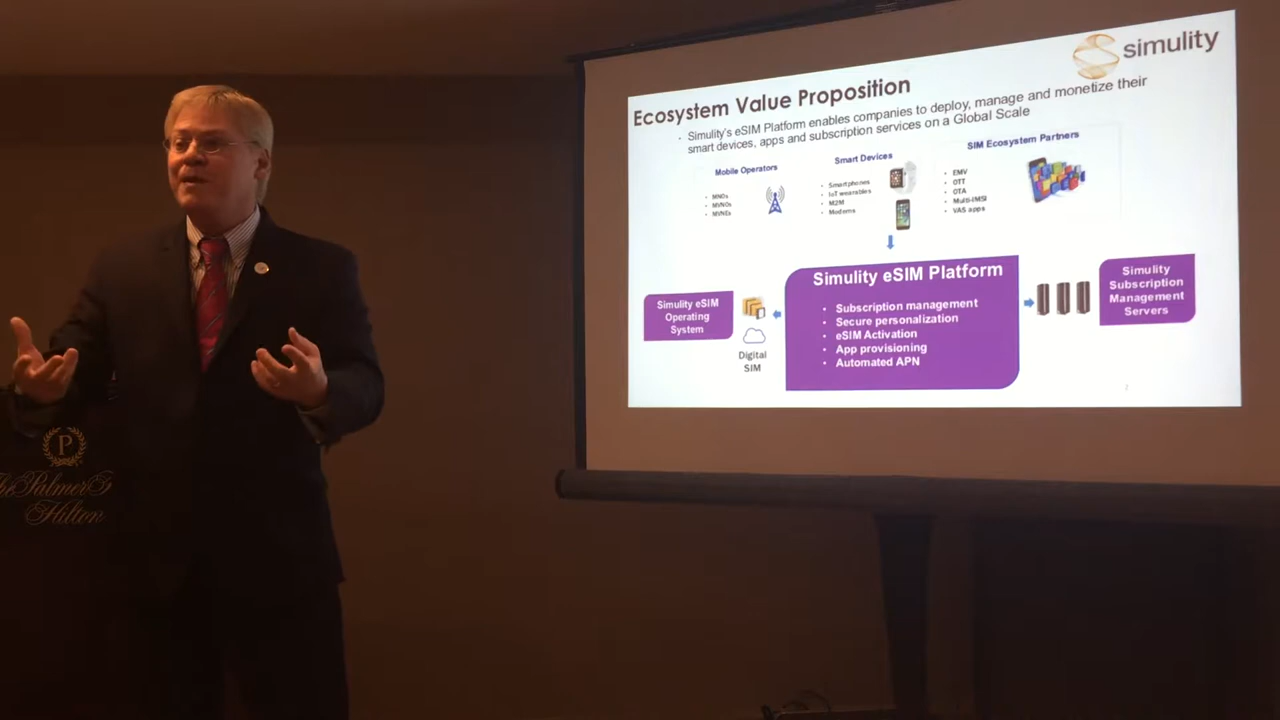 simulity
Ecosystem Value Proposition
• Simulity's eSIM Platform enables companies to deploy, manage and monetize their
smart devices, apps and subscription services on a Global Scale
Mobile Operators
• MNOs
• MVNOs
• MVNEs
Smart Devices
• Smartphones
• IoT wearables
• M2M
• Modems
SIM Ecosystem Partners
• EMV
• OTT
• OTA
• Multi-IMSI
• VAS apps
Simulity eSIM
Operating
System
Digital
SIM
Simulity eSIM Platform
• Subscription management
• Secure personalization
• eSIM Activation
• App provisioning
• Automated APN
Simulity
Subscription
Management
Servers
2
P
Palmer
Hilton